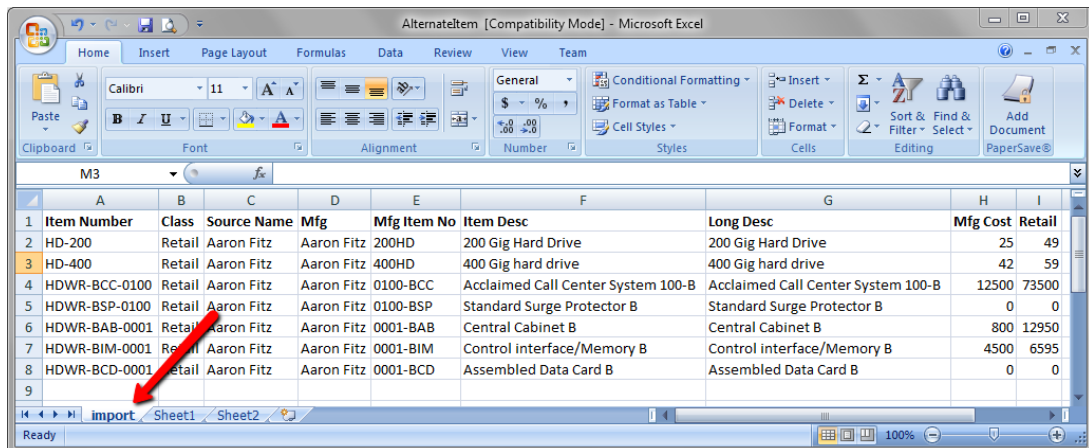 AlternateItem [Compatibility Mode] - Microsoft Excel
Home Insert Page Layout Formulas Data Review View Team
Paste
Clipboard
Calibri 11 A A
B I U A
Font
Alignment
General
$ % ,
.0 .00 .00 .0
Number
Conditional Formatting
Format as Table
Cell Styles
Styles
Insert
Delete
Format
Cells
Σ
Sort & Filter
Find & Select
Editing
Add Document
PaperSave®
M3 fx
A B C D E F G H I
1 Item Number Class Source Name Mfg Mfg Item No Item Desc Long Desc Mfg Cost Retail
2 HD-200 Retail Aaron Fitz Aaron Fitz 200HD 200 Gig Hard Drive 200 Gig Hard Drive 25 49
3 HD-400 Retail Aaron Fitz Aaron Fitz 400HD 400 Gig hard drive 400 Gig hard drive 42 59
4 HDWR-BCC-0100 Retail Aaron Fitz Aaron Fitz 0100-BCC Acclaimed Call Center System 100-B Acclaimed Call Center System 100-B 12500 73500
5 HDWR-BSP-0100 Retail Aaron Fitz Aaron Fitz 0100-BSP Standard Surge Protector B Standard Surge Protector B 0 0
6 HDWR-BAB-0001 Retail Aaron Fitz Aaron Fitz 0001-BAB Central Cabinet B Central Cabinet B 800 12950
7 HDWR-BIM-0001 Retail Aaron Fitz Aaron Fitz 0001-BIM Control interface/Memory B Control interface/Memory B 4500 6595
8 HDWR-BCD-0001 Retail Aaron Fitz Aaron Fitz 0001-BCD Assembled Data Card B Assembled Data Card B 0 0
9
import Sheet1 Sheet2
Ready 100%